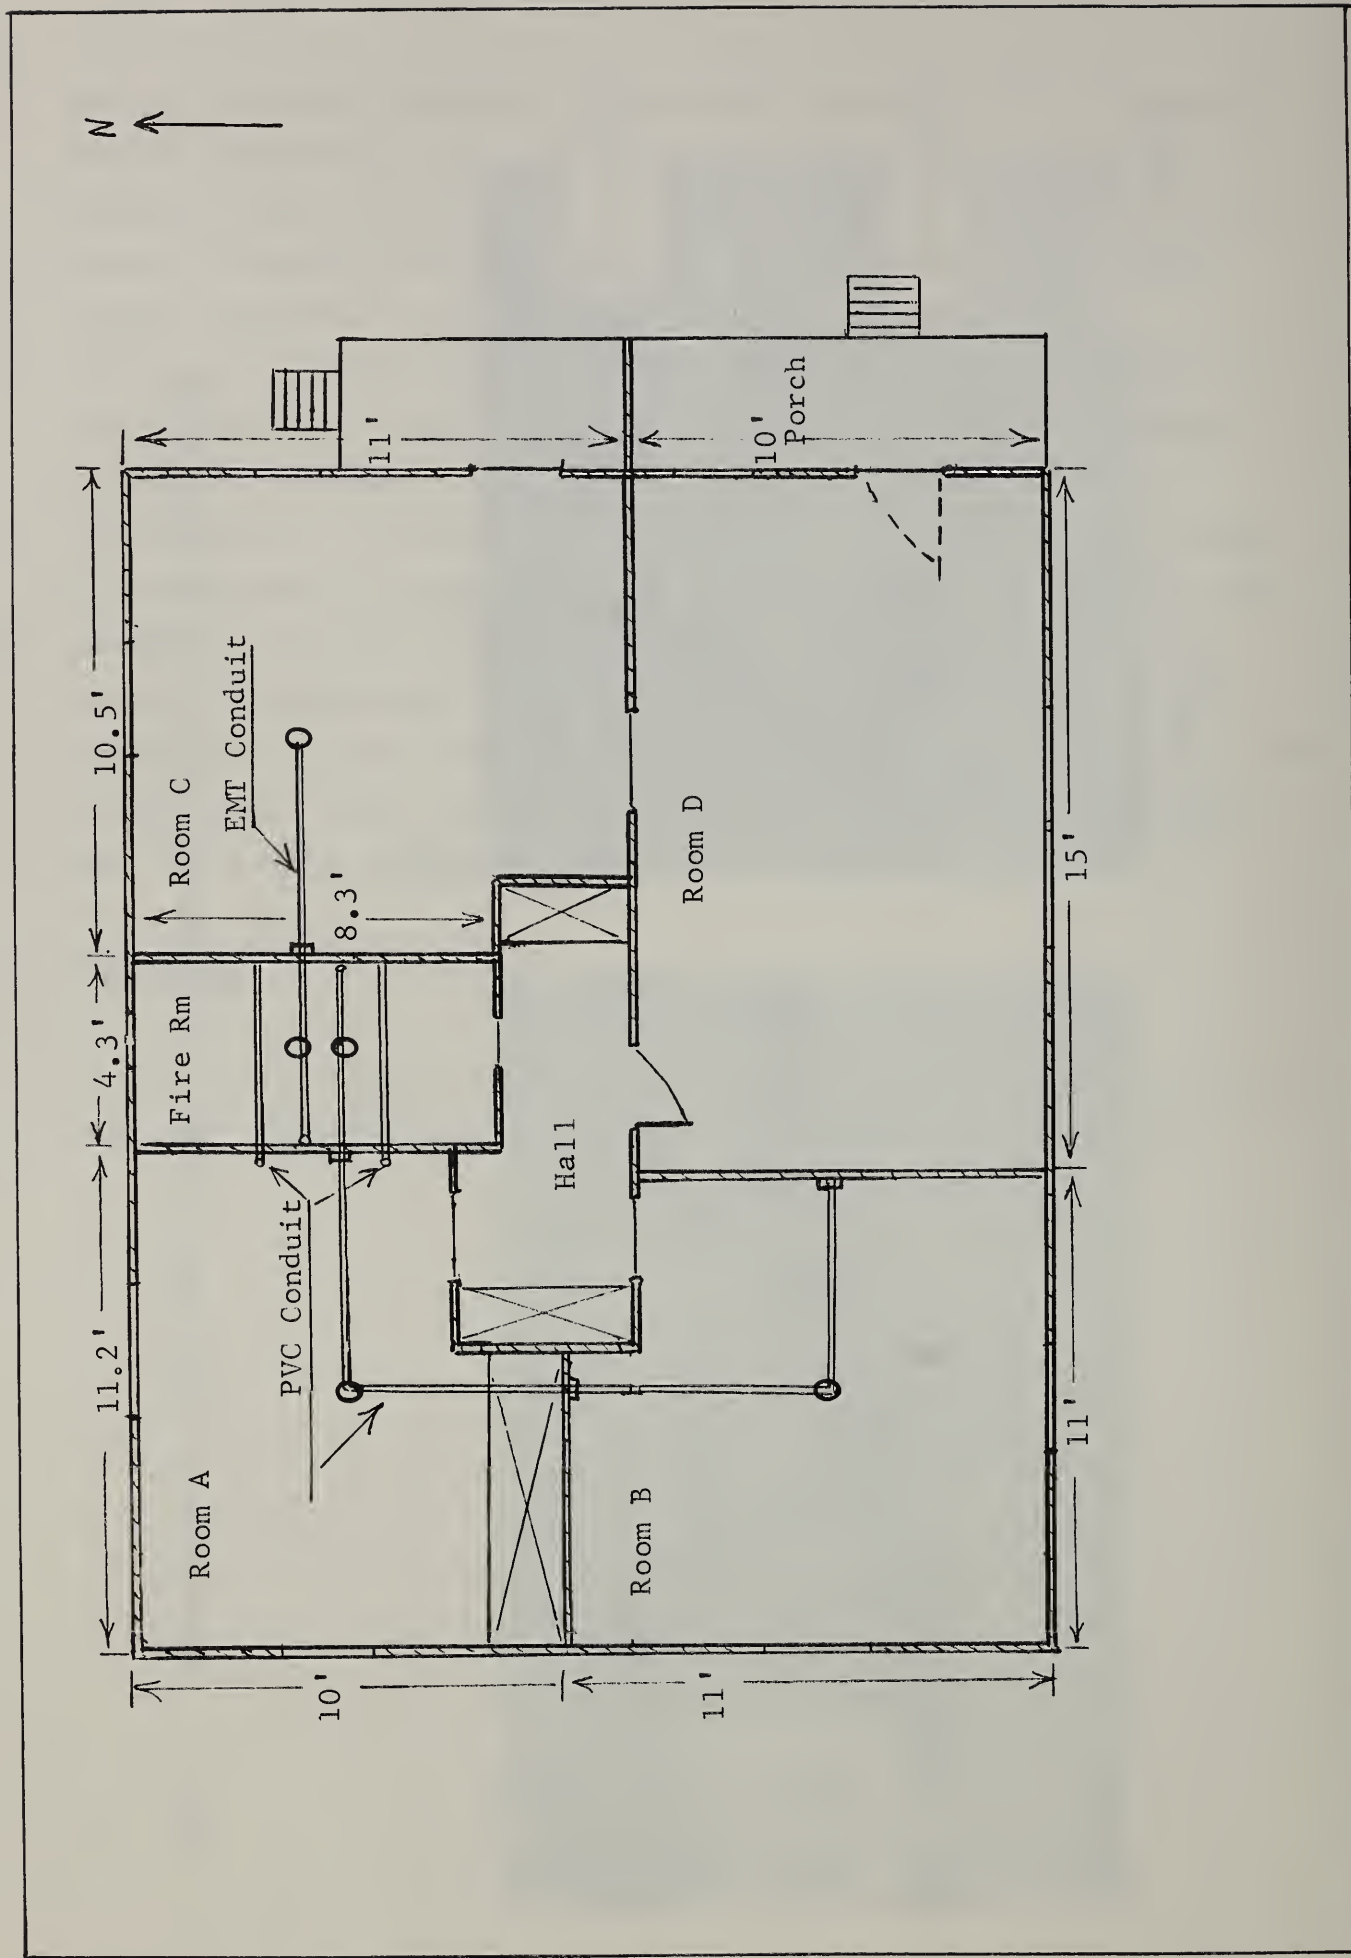 N
11.2'
4.3'
10.5'
Room A
Fire Rm
Room C
PVC Conduit
EMT Conduit
8.3'
10'
11'
Hall
Room B
Room D
11'
10'
Porch
11'
15'